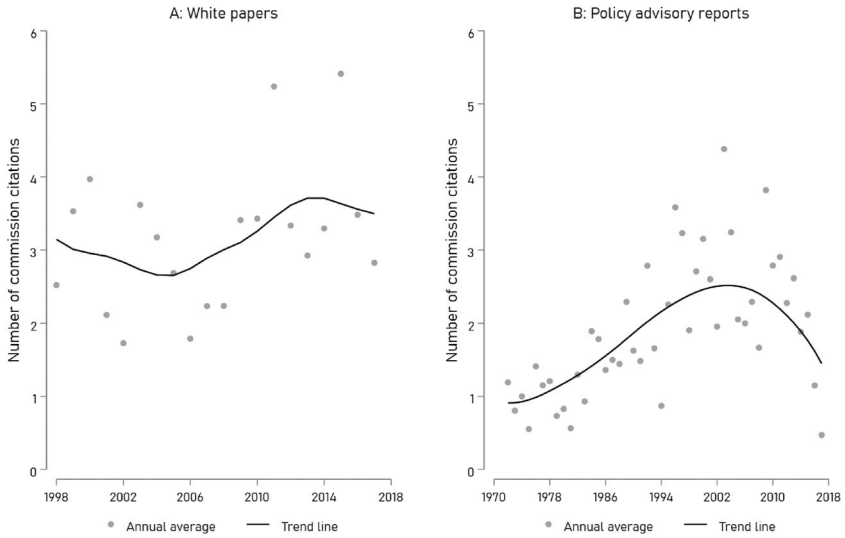 A: White papers
Number of commission citations
6
5
4
3
2
1
0
1998 2002 2006 2010 2014 2018
Annual average Trend line
B: Policy advisory reports
Number of commission citations
6
5
4
3
2
1
0
1970 1978 1986 1994 2002 2010 2018
Annual average Trend line